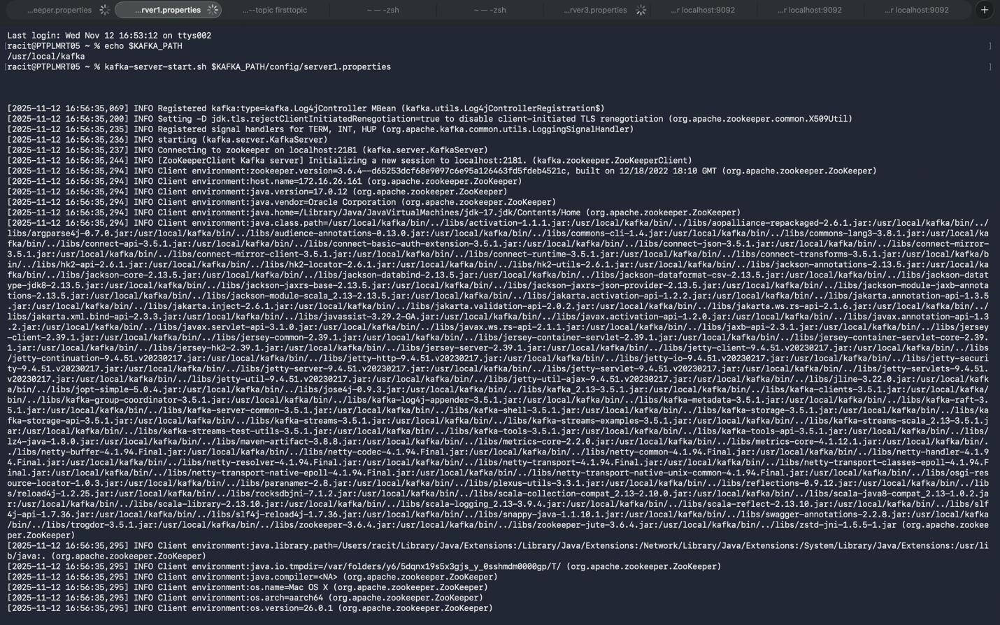 ...eeper.properties
...rver1.properties
...--topic firsttopic
~ — -zsh
~ — -zsh
...rver3.properties
...r localhost:9092
...r localhost:9092
...r localhost:9092
+
Last login: Wed Nov 12 16:53:12 on ttys002
[racit@PTPLMRT05 ~ % echo $KAFKA_PATH ]
/usr/local/kafka
[racit@PTPLMRT05 ~ % kafka-server-start.sh $KAFKA_PATH/config/server1.properties ]
[2025-11-12 16:56:35,069] INFO Registered kafka:type=kafka.Log4jController MBean (kafka.utils.Log4jControllerRegistration$)
[2025-11-12 16:56:35,200] INFO Setting -D jdk.tls.rejectClientInitiatedRenegotiation=true to disable client-initiated TLS renegotiation (org.apache.zookeeper.common.X509Util)
[2025-11-12 16:56:35,235] INFO Registered signal handlers for TERM, INT, HUP (org.apache.kafka.common.utils.LoggingSignalHandler)
[2025-11-12 16:56:35,236] INFO starting (kafka.server.KafkaServer)
[2025-11-12 16:56:35,237] INFO Connecting to zookeeper on localhost:2181 (kafka.server.KafkaServer)
[2025-11-12 16:56:35,244] INFO [ZooKeeperClient Kafka server] Initializing a new session to localhost:2181. (kafka.zookeeper.ZooKeeperClient)
[2025-11-12 16:56:35,294] INFO Client environment:zookeeper.version=3.6.4--d65253dcf68e9097c6e95a126463fd5fdeb4521c, built on 12/18/2022 18:10 GMT (org.apache.zookeeper.ZooKeeper)
[2025-11-12 16:56:35,294] INFO Client environment:host.name=172.16.26.161 (org.apache.zookeeper.ZooKeeper)
[2025-11-12 16:56:35,294] INFO Client environment:java.version=17.0.12 (org.apache.zookeeper.ZooKeeper)
[2025-11-12 16:56:35,294] INFO Client environment:java.vendor=Oracle Corporation (org.apache.zookeeper.ZooKeeper)
[2025-11-12 16:56:35,294] INFO Client environment:java.home=/Library/Java/JavaVirtualMachines/jdk-17.jdk/Contents/Home (org.apache.zookeeper.ZooKeeper)
[2025-11-12 16:56:35,294] INFO Client environment:java.class.path=/usr/local/kafka/bin/../libs/activation-1.1.1.jar:/usr/local/kafka/bin/../libs/aopalliance-repackaged-2.6.1.jar:/usr/local/kafka/bin/../
libs/argparse4j-0.7.0.jar:/usr/local/kafka/bin/../libs/audience-annotations-0.13.0.jar:/usr/local/kafka/bin/../libs/commons-cli-1.4.jar:/usr/local/kafka/bin/../libs/commons-lang3-3.8.1.jar:/usr/local/ka
fka/bin/../libs/connect-api-3.5.1.jar:/usr/local/kafka/bin/../libs/connect-basic-auth-extension-3.5.1.jar:/usr/local/kafka/bin/../libs/connect-json-3.5.1.jar:/usr/local/kafka/bin/../libs/connect-mirror-
3.5.1.jar:/usr/local/kafka/bin/../libs/connect-mirror-client-3.5.1.jar:/usr/local/kafka/bin/../libs/connect-runtime-3.5.1.jar:/usr/local/kafka/bin/../libs/connect-transforms-3.5.1.jar:/usr/local/kafka/b
in/../libs/hk2-api-2.6.1.jar:/usr/local/kafka/bin/../libs/hk2-locator-2.6.1.jar:/usr/local/kafka/bin/../libs/hk2-utils-2.6.1.jar:/usr/local/kafka/bin/../libs/jackson-annotations-2.13.5.jar:/usr/local/ka
fka/bin/../libs/jackson-core-2.13.5.jar:/usr/local/kafka/bin/../libs/jackson-databind-2.13.5.jar:/usr/local/kafka/bin/../libs/jackson-dataformat-csv-2.13.5.jar:/usr/local/kafka/bin/../libs/jackson-datat
ype-jdk8-2.13.5.jar:/usr/local/kafka/bin/../libs/jackson-jaxrs-base-2.13.5.jar:/usr/local/kafka/bin/../libs/jackson-jaxrs-json-provider-2.13.5.jar:/usr/local/kafka/bin/../libs/jackson-module-jaxb-annota
tions-2.13.5.jar:/usr/local/kafka/bin/../libs/jackson-module-scala_2.13-2.13.5.jar:/usr/local/kafka/bin/../libs/jakarta.activation-api-1.2.2.jar:/usr/local/kafka/bin/../libs/jakarta.annotation-api-1.3.5
.jar:/usr/local/kafka/bin/../libs/jakarta.inject-2.6.1.jar:/usr/local/kafka/bin/../libs/jakarta.validation-api-2.0.2.jar:/usr/local/kafka/bin/../libs/jakarta.ws.rs-api-2.1.6.jar:/usr/local/kafka/bin/../
libs/jakarta.xml.bind-api-2.3.3.jar:/usr/local/kafka/bin/../libs/javassist-3.29.2-GA.jar:/usr/local/kafka/bin/../libs/javax.activation-api-1.2.0.jar:/usr/local/kafka/bin/../libs/javax.annotation-api-1.3
.2.jar:/usr/local/kafka/bin/../libs/javax.servlet-api-3.1.0.jar:/usr/local/kafka/bin/../libs/javax.ws.rs-api-2.1.1.jar:/usr/local/kafka/bin/../libs/jaxb-api-2.3.1.jar:/usr/local/kafka/bin/../libs/jersey
-client-2.39.1.jar:/usr/local/kafka/bin/../libs/jersey-common-2.39.1.jar:/usr/local/kafka/bin/../libs/jersey-container-servlet-2.39.1.jar:/usr/local/kafka/bin/../libs/jersey-container-servlet-core-2.39.
1.jar:/usr/local/kafka/bin/../libs/jersey-hk2-2.39.1.jar:/usr/local/kafka/bin/../libs/jersey-server-2.39.1.jar:/usr/local/kafka/bin/../libs/jetty-client-9.4.51.v20230217.jar:/usr/local/kafka/bin/../libs
/jetty-continuation-9.4.51.v20230217.jar:/usr/local/kafka/bin/../libs/jetty-http-9.4.51.v20230217.jar:/usr/local/kafka/bin/../libs/jetty-io-9.4.51.v20230217.jar:/usr/local/kafka/bin/../libs/jetty-securi
ty-9.4.51.v20230217.jar:/usr/local/kafka/bin/../libs/jetty-server-9.4.51.v20230217.jar:/usr/local/kafka/bin/../libs/jetty-servlet-9.4.51.v20230217.jar:/usr/local/kafka/bin/../libs/jetty-servlets-9.4.51.
v20230217.jar:/usr/local/kafka/bin/../libs/jetty-util-9.4.51.v20230217.jar:/usr/local/kafka/bin/../libs/jetty-util-ajax-9.4.51.v20230217.jar:/usr/local/kafka/bin/../libs/jline-3.22.0.jar:/usr/local/kafk
a/bin/../libs/jopt-simple-5.0.4.jar:/usr/local/kafka/bin/../libs/jose4j-0.9.3.jar:/usr/local/kafka/bin/../libs/kafka_2.13-3.5.1.jar:/usr/local/kafka/bin/../libs/kafka-clients-3.5.1.jar:/usr/local/kafka/
bin/../libs/kafka-group-coordinator-3.5.1.jar:/usr/local/kafka/bin/../libs/kafka-log4j-appender-3.5.1.jar:/usr/local/kafka/bin/../libs/kafka-metadata-3.5.1.jar:/usr/local/kafka/bin/../libs/kafka-raft-3.
5.1.jar:/usr/local/kafka/bin/../libs/kafka-server-common-3.5.1.jar:/usr/local/kafka/bin/../libs/kafka-shell-3.5.1.jar:/usr/local/kafka/bin/../libs/kafka-storage-3.5.1.jar:/usr/local/kafka/bin/../libs/ka
fka-storage-api-3.5.1.jar:/usr/local/kafka/bin/../libs/kafka-streams-3.5.1.jar:/usr/local/kafka/bin/../libs/kafka-streams-examples-3.5.1.jar:/usr/local/kafka/bin/../libs/kafka-streams-scala_2.13-3.5.1.j
ar:/usr/local/kafka/bin/../libs/kafka-streams-test-utils-3.5.1.jar:/usr/local/kafka/bin/../libs/kafka-tools-3.5.1.jar:/usr/local/kafka/bin/../libs/kafka-tools-api-3.5.1.jar:/usr/local/kafka/bin/../libs/
lz4-java-1.8.0.jar:/usr/local/kafka/bin/../libs/maven-artifact-3.8.8.jar:/usr/local/kafka/bin/../libs/metrics-core-2.2.0.jar:/usr/local/kafka/bin/../libs/metrics-core-4.1.12.1.jar:/usr/local/kafka/bin/.
./libs/netty-buffer-4.1.94.Final.jar:/usr/local/kafka/bin/../libs/netty-codec-4.1.94.Final.jar:/usr/local/kafka/bin/../libs/netty-common-4.1.94.Final.jar:/usr/local/kafka/bin/../libs/netty-handler-4.1.9
4.Final.jar:/usr/local/kafka/bin/../libs/netty-resolver-4.1.94.Final.jar:/usr/local/kafka/bin/../libs/netty-transport-4.1.94.Final.jar:/usr/local/kafka/bin/../libs/netty-transport-classes-epoll-4.1.94.F
inal.jar:/usr/local/kafka/bin/../libs/netty-transport-native-epoll-4.1.94.Final.jar:/usr/local/kafka/bin/../libs/netty-transport-native-unix-common-4.1.94.Final.jar:/usr/local/kafka/bin/../libs/osgi-res
ource-locator-1.0.3.jar:/usr/local/kafka/bin/../libs/paranamer-2.8.jar:/usr/local/kafka/bin/../libs/plexus-utils-3.3.1.jar:/usr/local/kafka/bin/../libs/reflections-0.9.12.jar:/usr/local/kafka/bin/../lib
s/reload4j-1.2.25.jar:/usr/local/kafka/bin/../libs/rocksdbjni-7.1.2.jar:/usr/local/kafka/bin/../libs/scala-collection-compat_2.13-2.10.0.jar:/usr/local/kafka/bin/../libs/scala-java8-compat_2.13-1.0.2.ja
r:/usr/local/kafka/bin/../libs/scala-library-2.13.10.jar:/usr/local/kafka/bin/../libs/scala-logging_2.13-3.9.4.jar:/usr/local/kafka/bin/../libs/scala-reflect-2.13.10.jar:/usr/local/kafka/bin/../libs/slf
4j-api-1.7.36.jar:/usr/local/kafka/bin/../libs/slf4j-reload4j-1.7.36.jar:/usr/local/kafka/bin/../libs/snappy-java-1.1.10.1.jar:/usr/local/kafka/bin/../libs/swagger-annotations-2.2.8.jar:/usr/local/kafka
/bin/../libs/trogdor-3.5.1.jar:/usr/local/kafka/bin/../libs/zookeeper-3.6.4.jar:/usr/local/kafka/bin/../libs/zookeeper-jute-3.6.4.jar:/usr/local/kafka/bin/../libs/zstd-jni-1.5.5-1.jar (org.apache.zookee
per.ZooKeeper)
[2025-11-12 16:56:35,295] INFO Client environment:java.library.path=/Users/racit/Library/Java/Extensions:/Library/Java/Extensions:/Network/Library/Java/Extensions:/System/Library/Java/Extensions:/usr/li
b/java:. (org.apache.zookeeper.ZooKeeper)
[2025-11-12 16:56:35,295] INFO Client environment:java.io.tmpdir=/var/folders/y6/5dqnx19s5x3gjs_y_0sshmdm0000gp/T/ (org.apache.zookeeper.ZooKeeper)
[2025-11-12 16:56:35,295] INFO Client environment:java.compiler=<NA> (org.apache.zookeeper.ZooKeeper)
[2025-11-12 16:56:35,295] INFO Client environment:os.name=Mac OS X (org.apache.zookeeper.ZooKeeper)
[2025-11-12 16:56:35,295] INFO Client environment:os.arch=aarch64 (org.apache.zookeeper.ZooKeeper)
[2025-11-12 16:56:35,295] INFO Client environment:os.version=26.0.1 (org.apache.zookeeper.ZooKeeper)